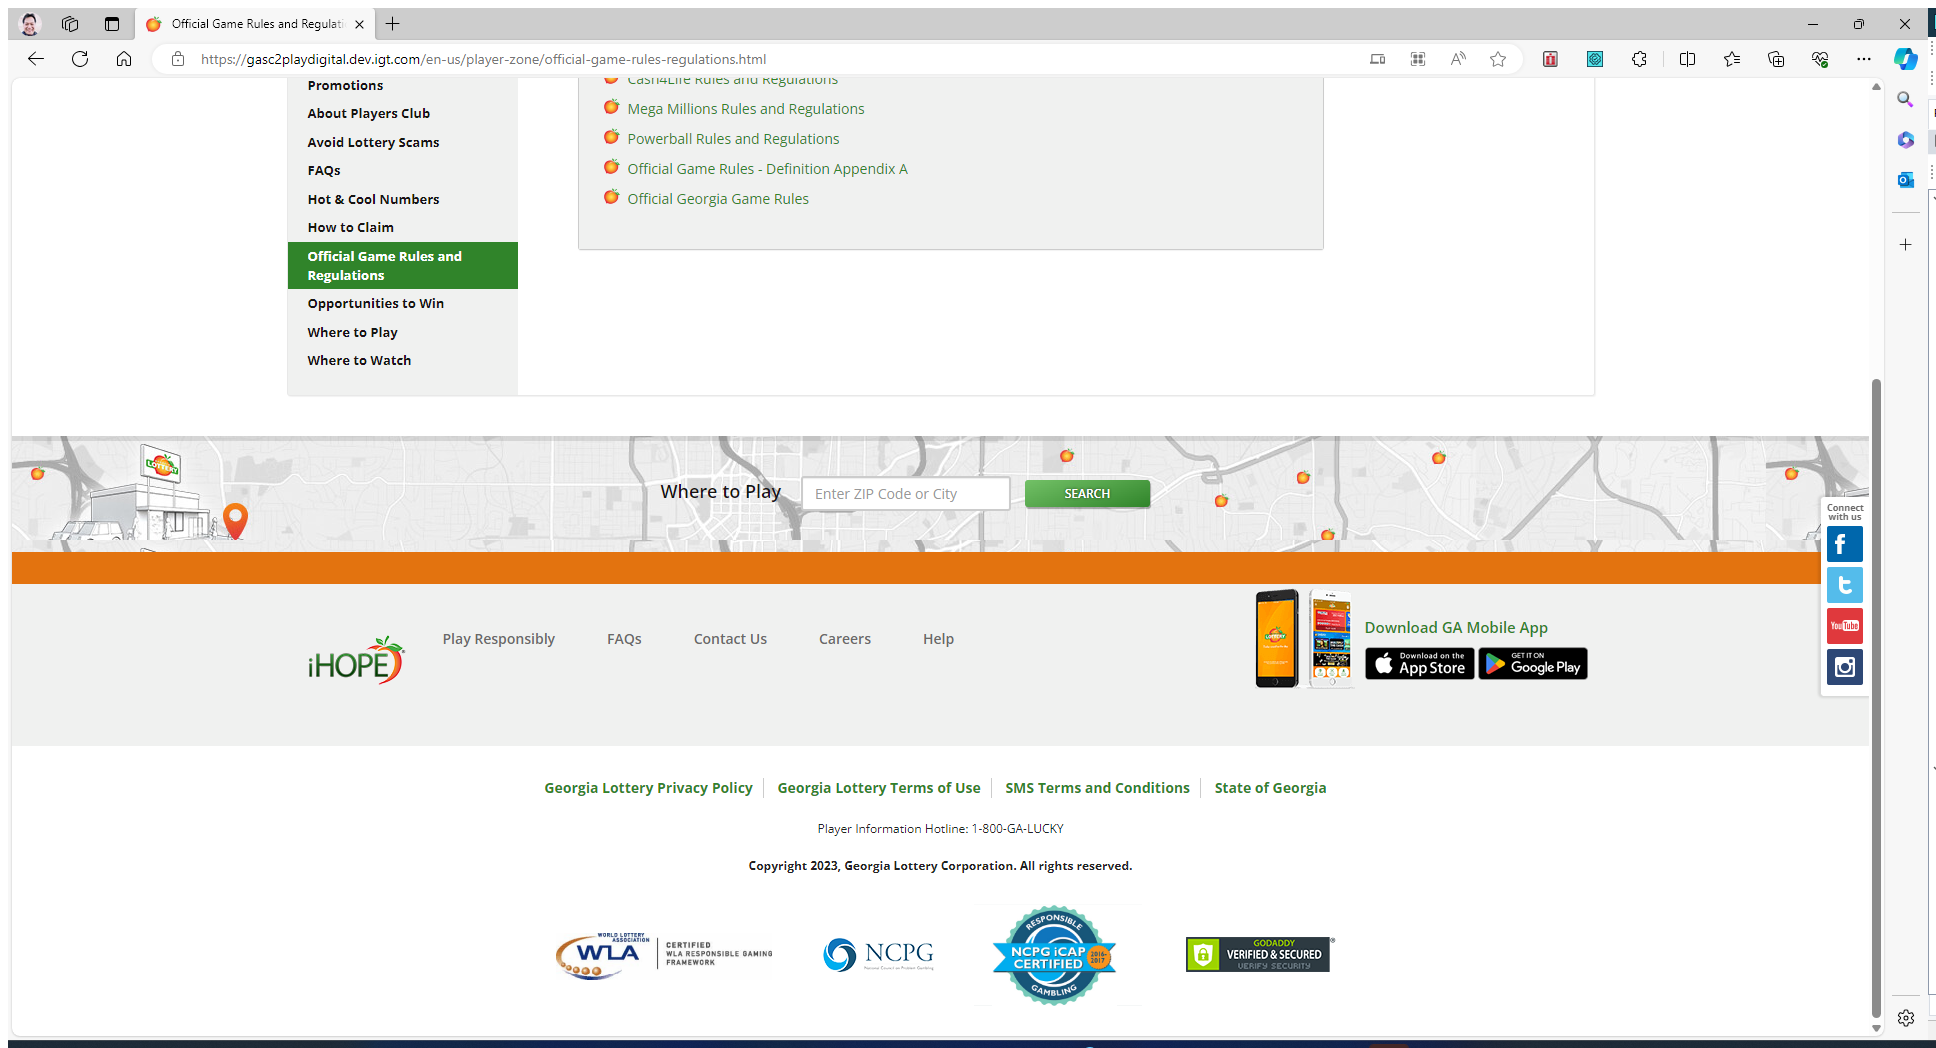 Official Game Rules and Regulati
https://gasc2playdigital.dev.igt.com/en-us/player-zone/official-game-rules-regulations.html
Promotions
About Players Club
Avoid Lottery Scams
FAQs
Hot & Cool Numbers
How to Claim
Official Game Rules and
Regulations
Opportunities to Win
Where to Play
Where to Watch
Cash4Life Rules and Regulations
Mega Millions Rules and Regulations
Powerball Rules and Regulations
Official Game Rules - Definition Appendix A
Official Georgia Game Rules
LOTTERY
Where to Play
Enter ZIP Code or City
SEARCH
Connect
with us
f
t
You Tube
iHOPE
Play Responsibly
FAQs
Contact Us
Careers
Help
Download GA Mobile App
Download on the
App Store
GET IT ON
Google Play
Georgia Lottery Privacy Policy
Georgia Lottery Terms of Use
SMS Terms and Conditions
State of Georgia
Player Information Hotline: 1-800-GA-LUCKY
Copyright 2023, Georgia Lottery Corporation. All rights reserved.
WORLD LOTTERY
ASSOCIATION
WLA
CERTIFIED
WLA RESPONSIBLE GAMING
FRAMEWORK
NCPG
National Council on Problem Gambling
RESPONSIBLE
NCPG iCAP
CERTIFIED
2016-
2017
GAMBLING
GODADDY
VERIFIED & SECURED
VERIFY SECURITY